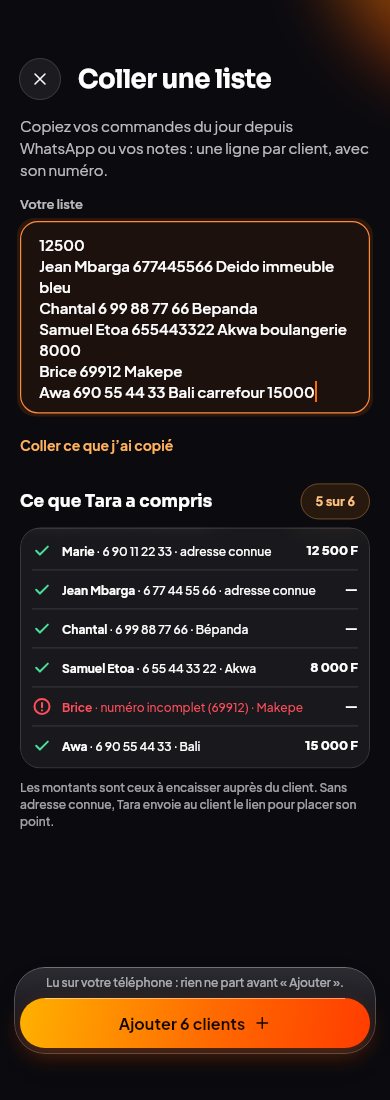 Coller une liste
Copiez vos commandes du jour depuis
WhatsApp ou vos notes : une ligne par client, avec
son numéro.
Votre liste
12500
Jean Mbarga 677445566 Deido immeuble
bleu
Chantal 6 99 88 77 66 Bepanda
Samuel Etoa 655443322 Akwa boulangerie
8000
Brice 69912 Makepe
Awa 690 55 44 33 Bali carrefour 15000
Coller ce que j’ai copié
Ce que Tara a compris
5 sur 6
Marie · 6 90 11 22 33 · adresse connue 12 500 F
Jean Mbarga · 6 77 44 55 66 · adresse connue —
Chantal · 6 99 88 77 66 · Bépanda —
Samuel Etoa · 6 55 44 33 22 · Akwa 8 000 F
Brice · numéro incomplet (69912) · Makepe —
Awa · 6 90 55 44 33 · Bali 15 000 F
Les montants sont ceux à encaisser auprès du client. Sans
adresse connue, Tara envoie au client le lien pour placer son
point.
Lu sur votre téléphone : rien ne part avant « Ajouter ».
Ajouter 6 clients +